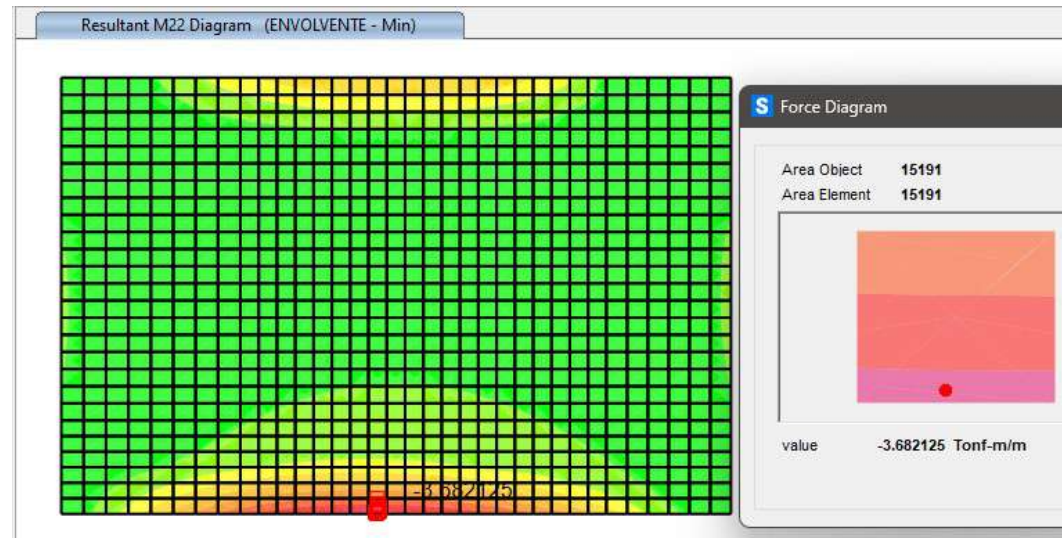 Resultant M22 Diagram (ENVOLVENTE - Min)
S Force Diagram
Area Object 15191
Area Element 15191
value -3.682125 Tonf-m/m
-3.682125